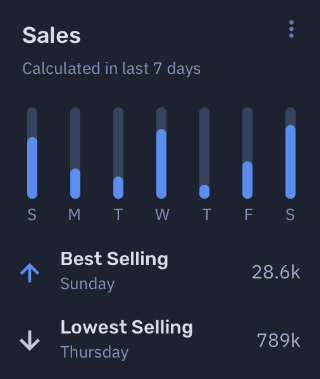 Sales
Calculated in last 7 days
S M T W T F S
Best Selling
Sunday
28.6k
Lowest Selling
Thursday
789k